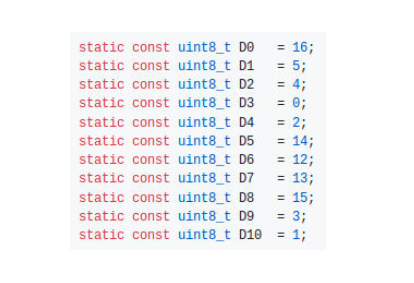 static const uint8_t D0   = 16;
static const uint8_t D1   = 5;
static const uint8_t D2   = 4;
static const uint8_t D3   = 0;
static const uint8_t D4   = 2;
static const uint8_t D5   = 14;
static const uint8_t D6   = 12;
static const uint8_t D7   = 13;
static const uint8_t D8   = 15;
static const uint8_t D9   = 3;
static const uint8_t D10  = 1;